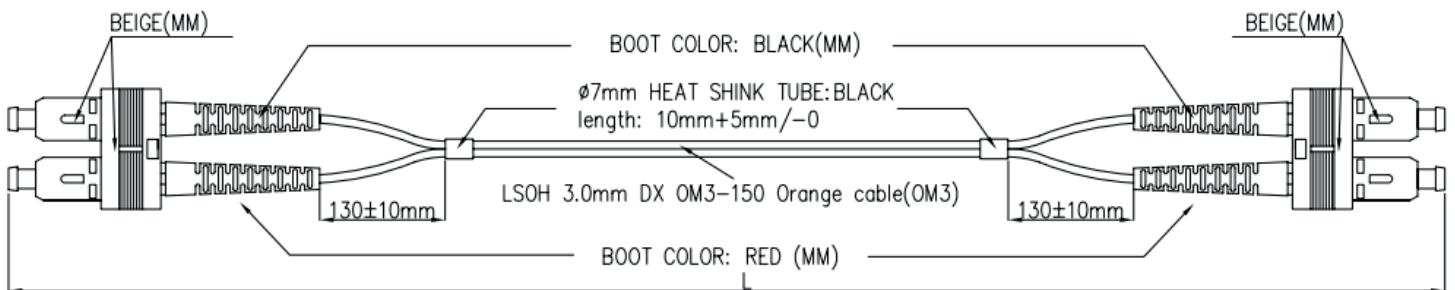 BEIGE(MM)
BEIGE(MM)
BOOT COLOR: BLACK(MM)
ø7mm HEAT SHINK TUBE:BLACK
length: 10mm+5mm/-0
LSOH 3.0mm DX OM3-150 Orange cable(OM3)
130±10mm
130±10mm
BOOT COLOR: RED (MM)
L